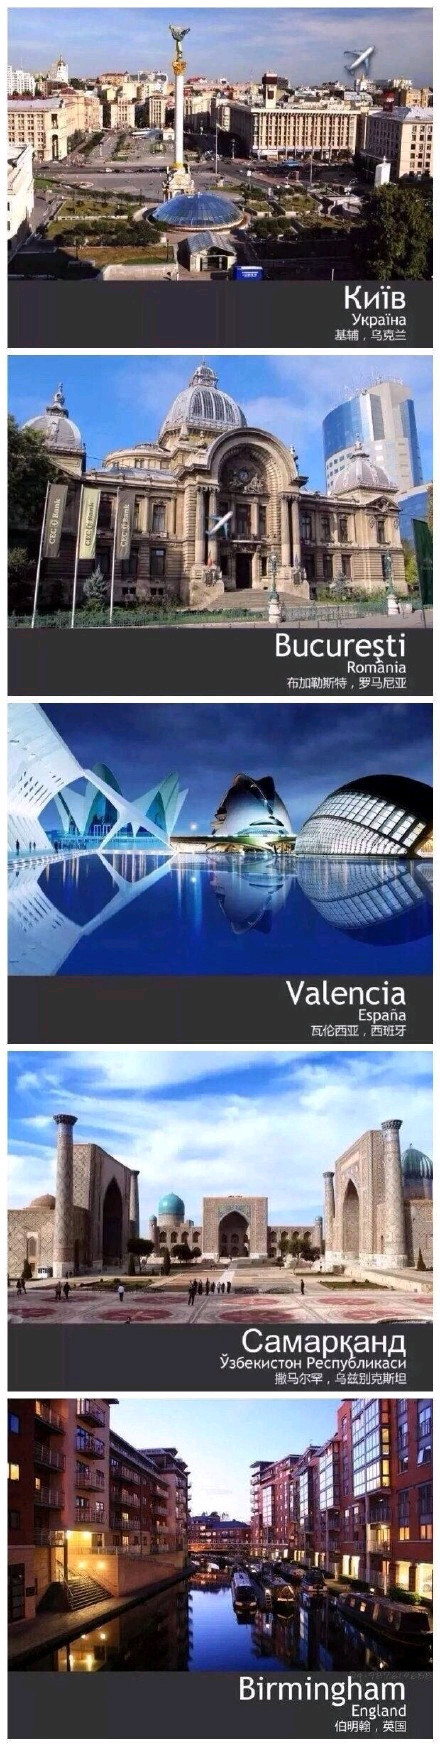 Київ
Україна
基辅，乌克兰
CEC Bank
CEC Bank
CEC Bank
Bucureşti
România
布加勒斯特，罗马尼亚
Valencia
España
瓦伦西亚，西班牙
Самарқанд
Ўзбекистон Республикаси
撒马尔罕，乌兹别克斯坦
Birmingham
England
伯明翰，英国